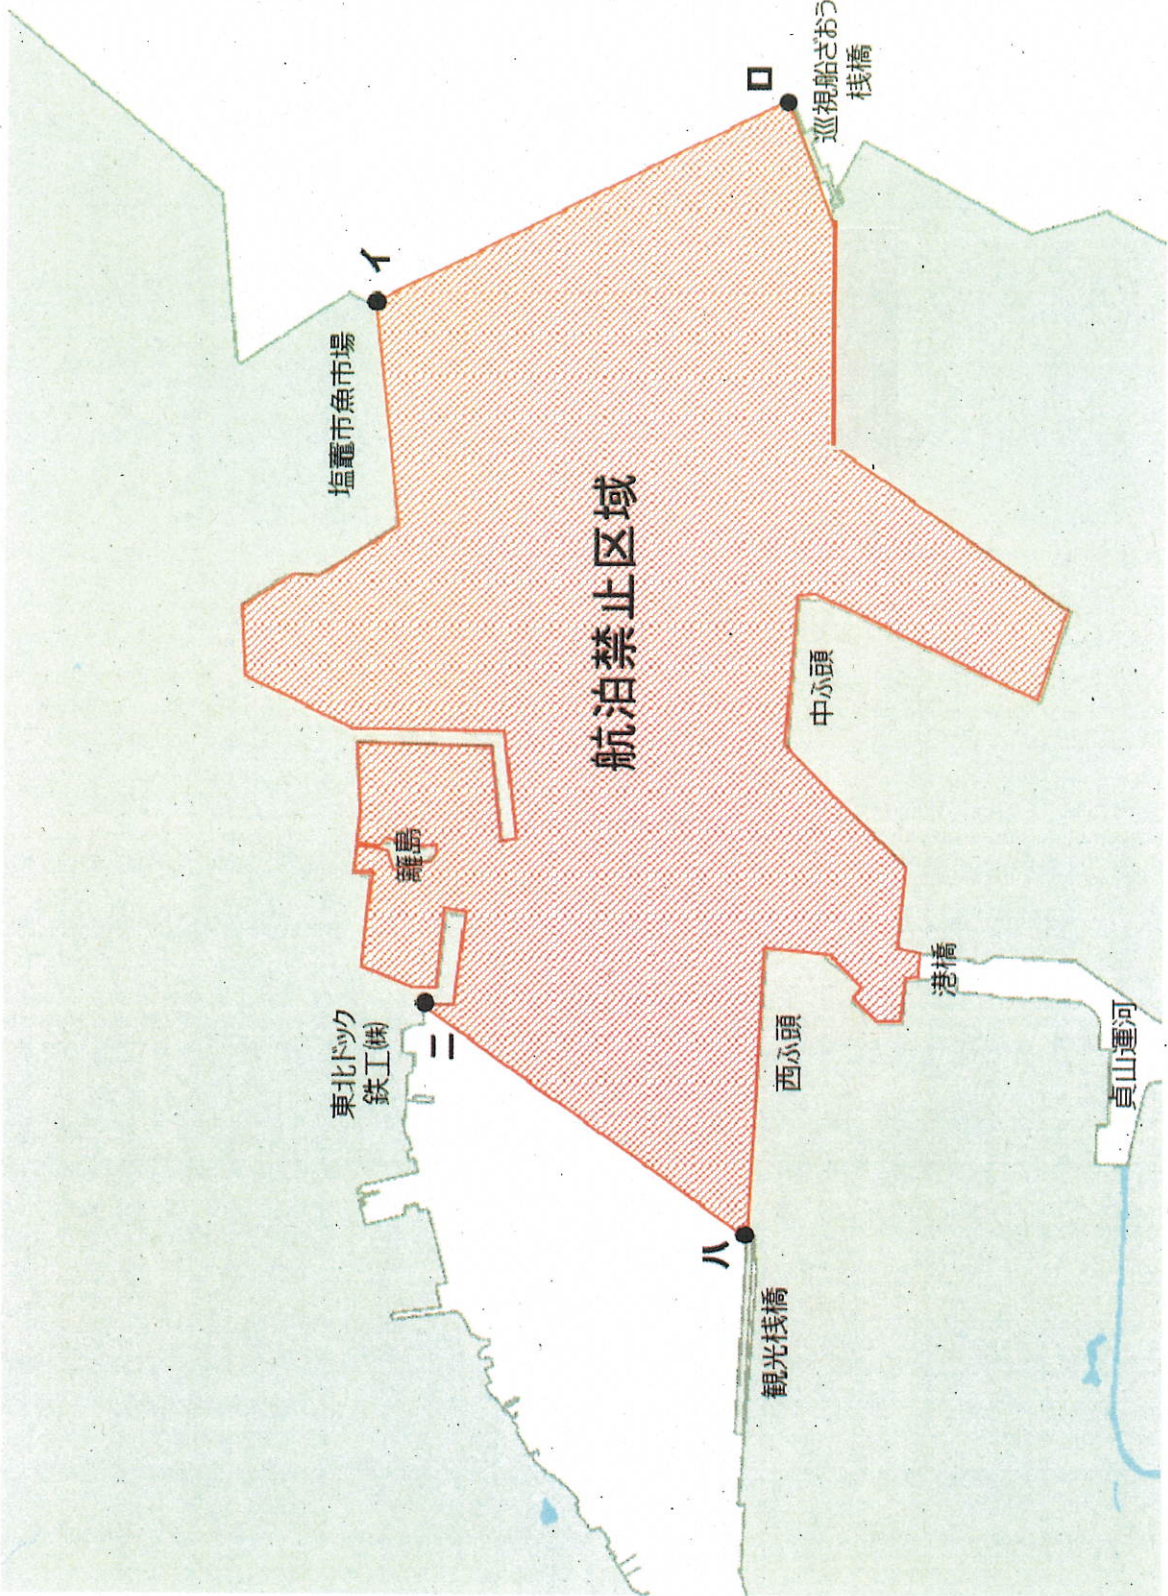 東北ドック
鉄工㈱
ニ
離島
塩竈市魚市場
イ
航泊禁止区域
ハ
観光桟橋
西ふ頭
中ふ頭
ロ
巡視船ざおう
桟橋
港橋
貞山運河